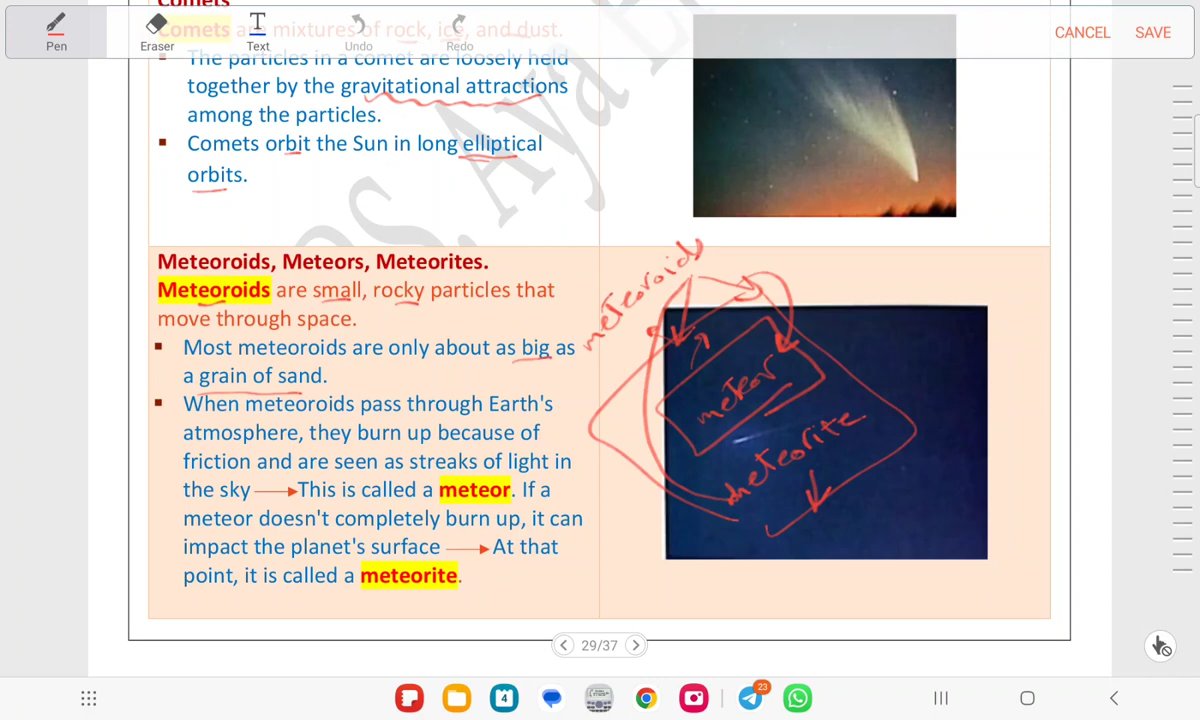 Comets
Pen
Eraser
Text
Undo
Redo
CANCEL
SAVE
Comets are mixtures of rock, ice, and dust.
The particles in a comet are loosely held
together by the gravitational attractions
among the particles.
Comets orbit the Sun in long elliptical
orbits.
Meteoroids, Meteors, Meteorites.
Meteoroids are small, rocky particles that
move through space.
Most meteoroids are only about as big as
a grain of sand.
When meteoroids pass through Earth's
atmosphere, they burn up because of
friction and are seen as streaks of light in
the sky → This is called a meteor. If a
meteor doesn't completely burn up, it can
impact the planet's surface → At that
point, it is called a meteorite.
meteoroids
meteor
meteorite
S. Aya
29/37
4
23